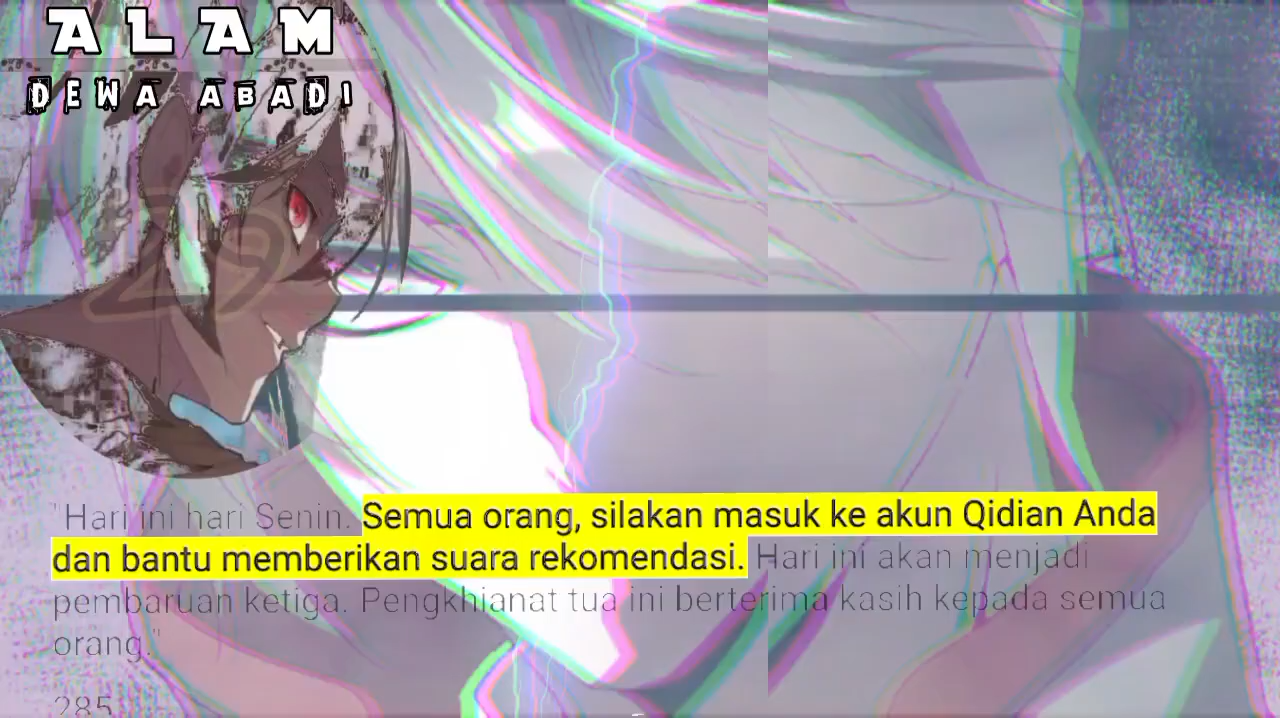 ALAM
DEWA ABADI
29
"Hari ini hari Senin. Semua orang, silakan masuk ke akun Qidian Anda
dan bantu memberikan suara rekomendasi. Hari ini akan menjadi
pembaruan ketiga. Pengkhianat tua ini berterima kasih kepada semua
orang."
285